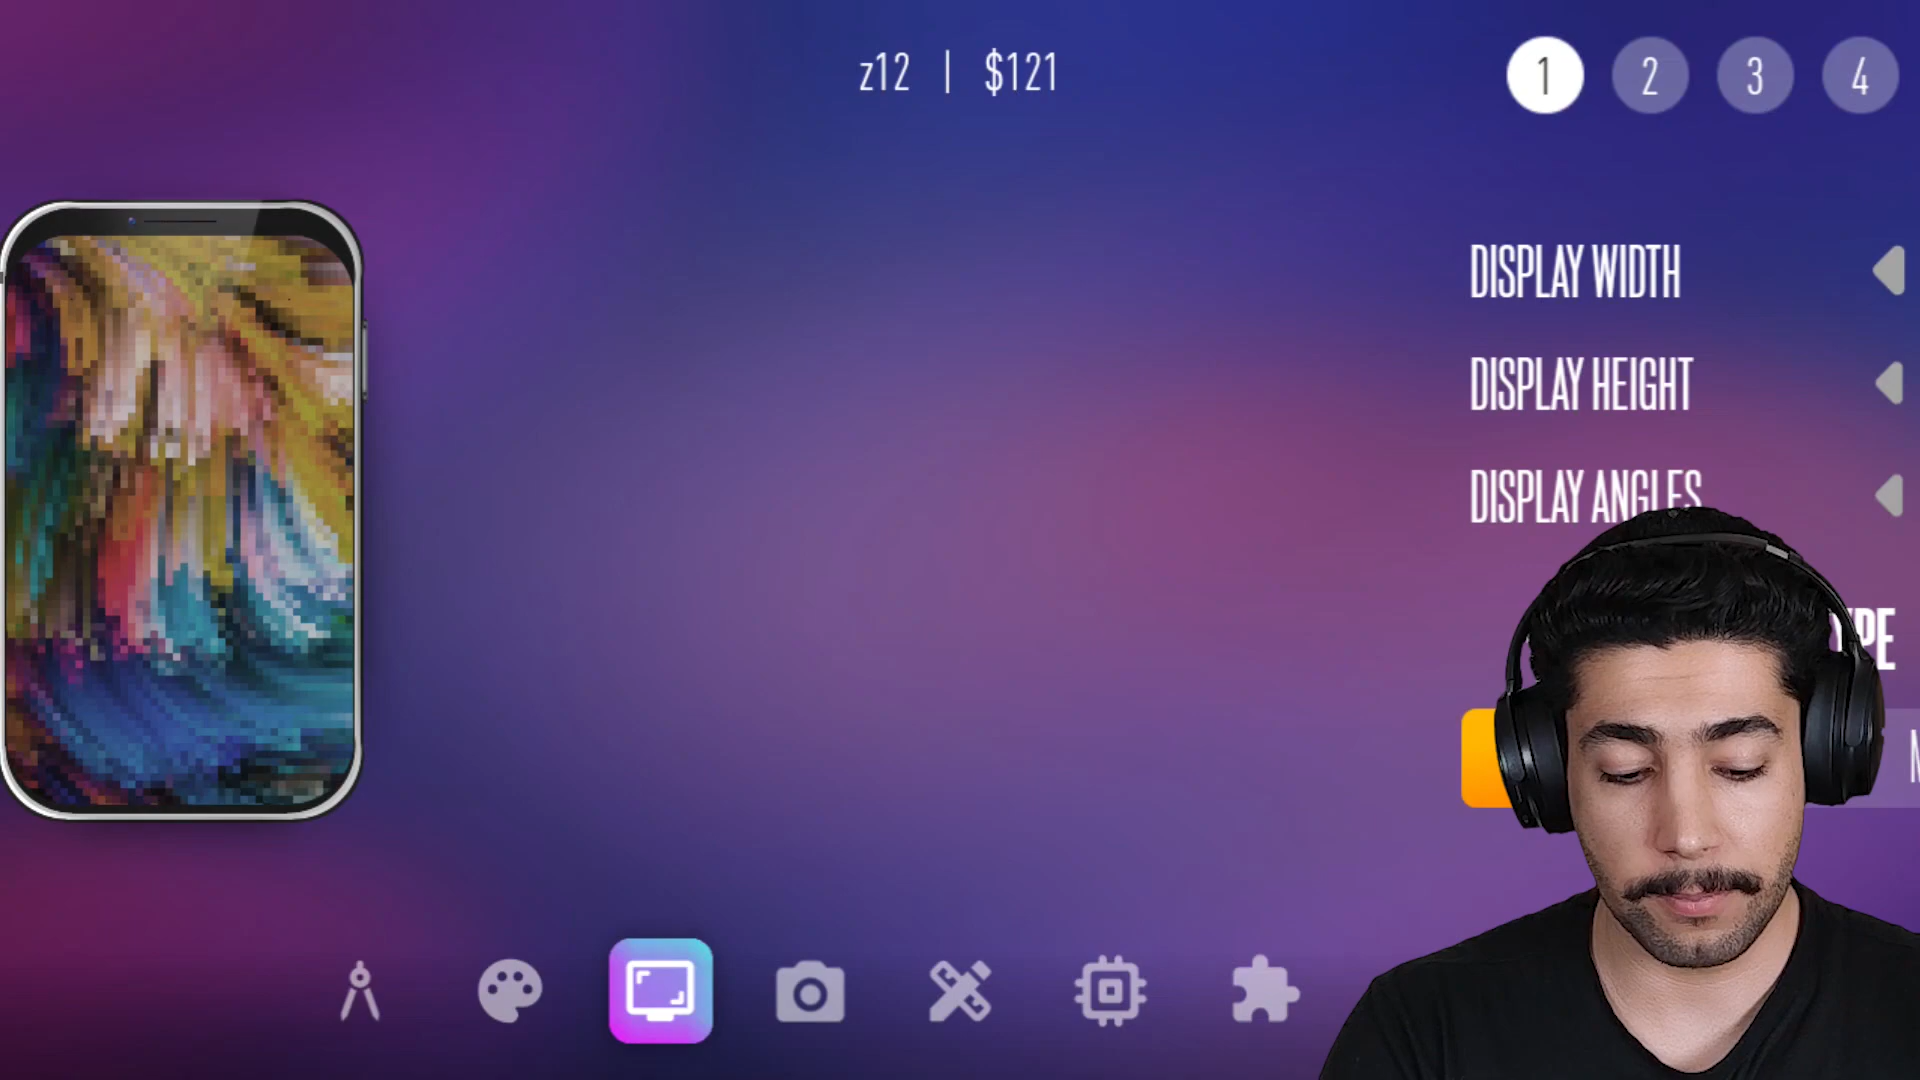 z12 | $121
1 2 3 4
DISPLAY WIDTH
DISPLAY HEIGHT
DISPLAY ANGLES